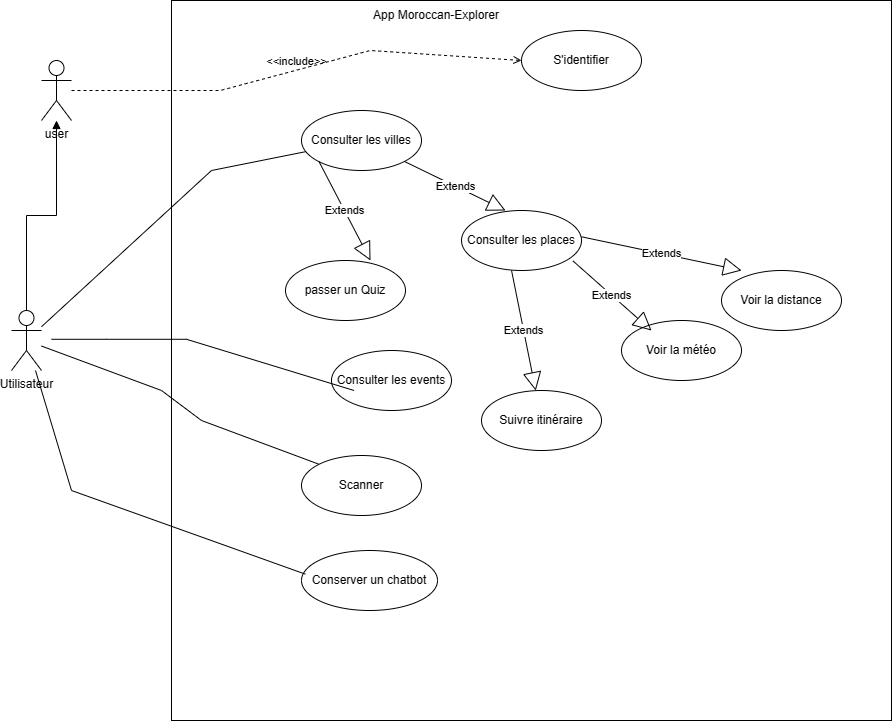 App Moroccan-Explorer
<<include>>
S'identifier
user
Consulter les villes
Extends
Extends
Consulter les places
Extends
passer un Quiz
Extends
Voir la distance
Extends
Voir la météo
Utilisateur
Consulter les events
Suivre itinéraire
Scanner
Conserver un chatbot